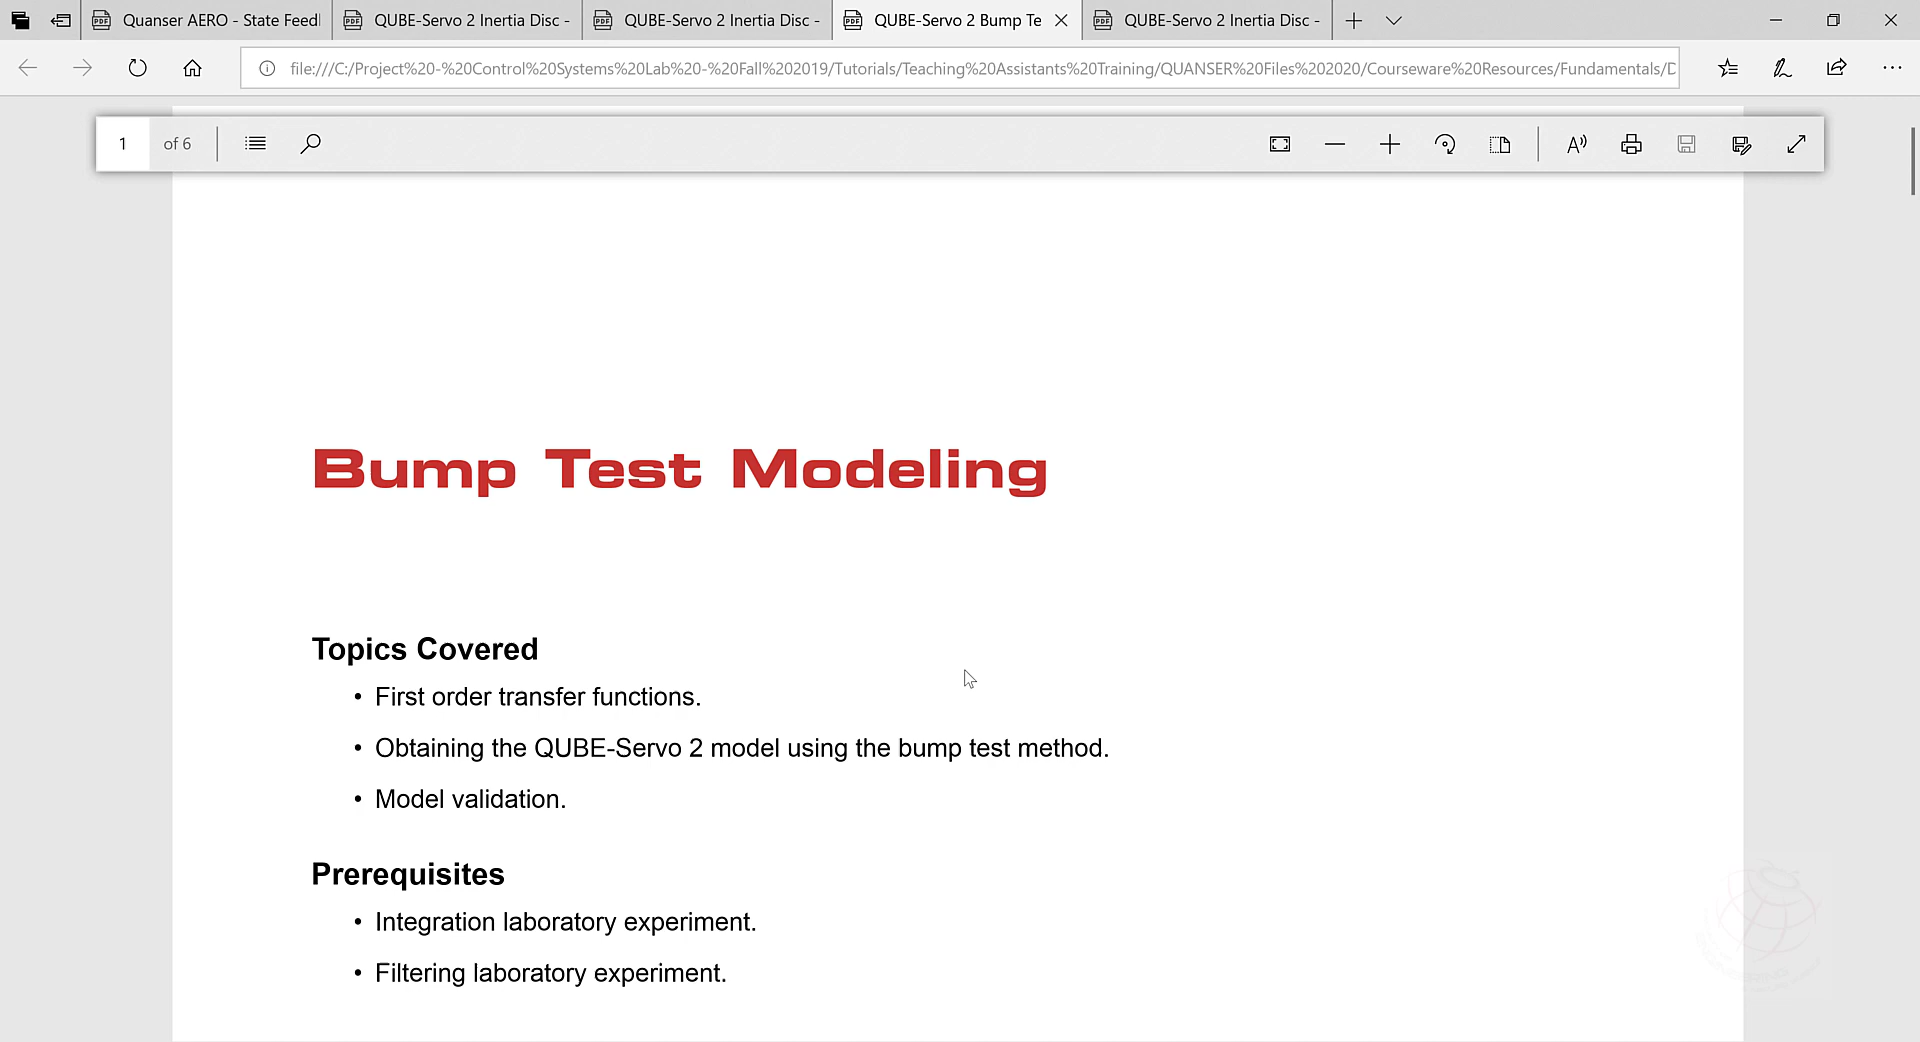 Quanser AERO - State Feed
QUBE-Servo 2 Inertia Disc -
QUBE-Servo 2 Inertia Disc -
QUBE-Servo 2 Bump Te
QUBE-Servo 2 Inertia Disc -
file:///C:/Project%20-%20Control%20Systems%20Lab%20-%20Fall%202019/Tutorials/Teaching%20Assistants%20Training/QUANSER%20Files%202020/Courseware%20Resources/Fundamentals/D
1 of 6
Bump Test Modeling
Topics Covered
• First order transfer functions.
• Obtaining the QUBE-Servo 2 model using the bump test method.
• Model validation.
Prerequisites
• Integration laboratory experiment.
• Filtering laboratory experiment.